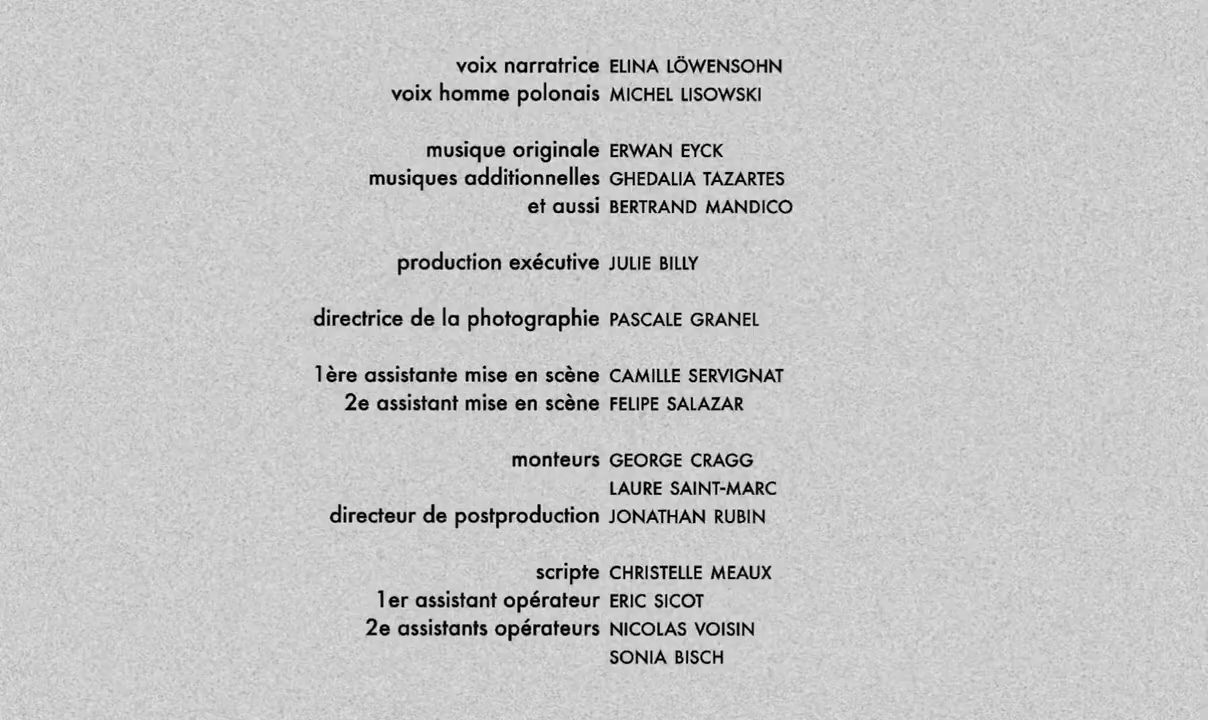 voix narratrice ELINA LÖWENSOHN
voix homme polonais MICHEL LISOWSKI
musique originale ERWAN EYCK
musiques additionnelles GHEDALIA TAZARTES
et aussi BERTRAND MANDICO
production exécutive JULIE BILLY
directrice de la photographie PASCALE GRANEL
1ère assistante mise en scène CAMILLE SERVIGNAT
2e assistant mise en scène FELIPE SALAZAR
monteurs GEORGE CRAGG
LAURE SAINT-MARC
directeur de postproduction JONATHAN RUBIN
scripte CHRISTELLE MEAUX
1er assistant opérateur ERIC SICOT
2e assistants opérateurs NICOLAS VOISIN
SONIA BISCH